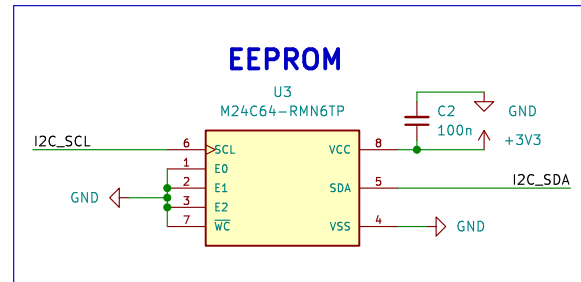 EEPROM
U3
M24C64-RMN6TP
C2
100n
GND
+3V3
I2C_SCL
6
SCL
VCC
8
1
E0
2
E1
SDA
5
I2C_SDA
GND
3
E2
7
WC
VSS
4
GND